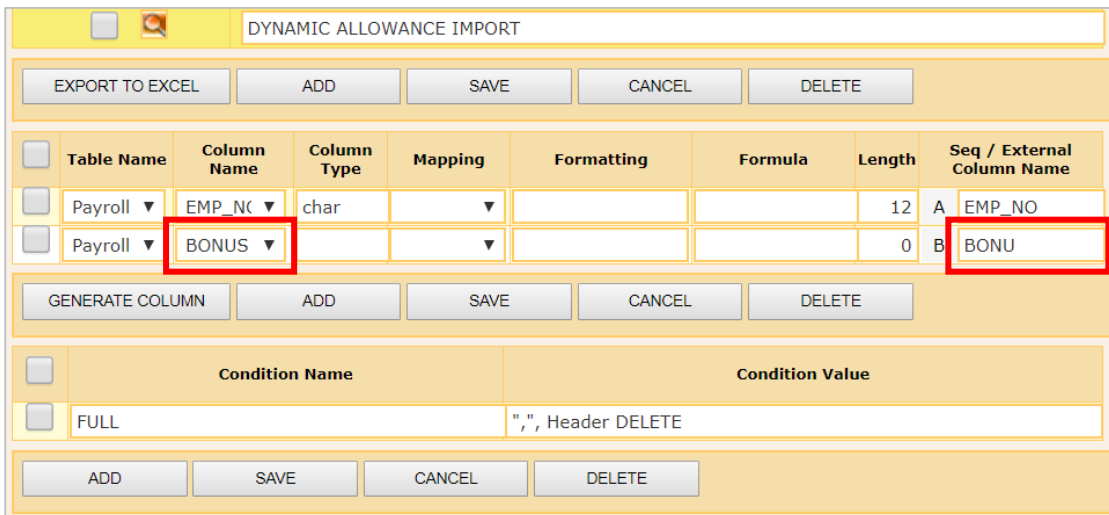 DYNAMIC ALLOWANCE IMPORT
EXPORT TO EXCEL ADD SAVE CANCEL DELETE
Table Name Column Name Column Type Mapping Formatting Formula Length Seq / External Column Name
Payroll EMP_N( char 12 A EMP_NO
Payroll BONUS 0 B BONU
GENERATE COLUMN ADD SAVE CANCEL DELETE
Condition Name Condition Value
FULL ",", Header DELETE
ADD SAVE CANCEL DELETE